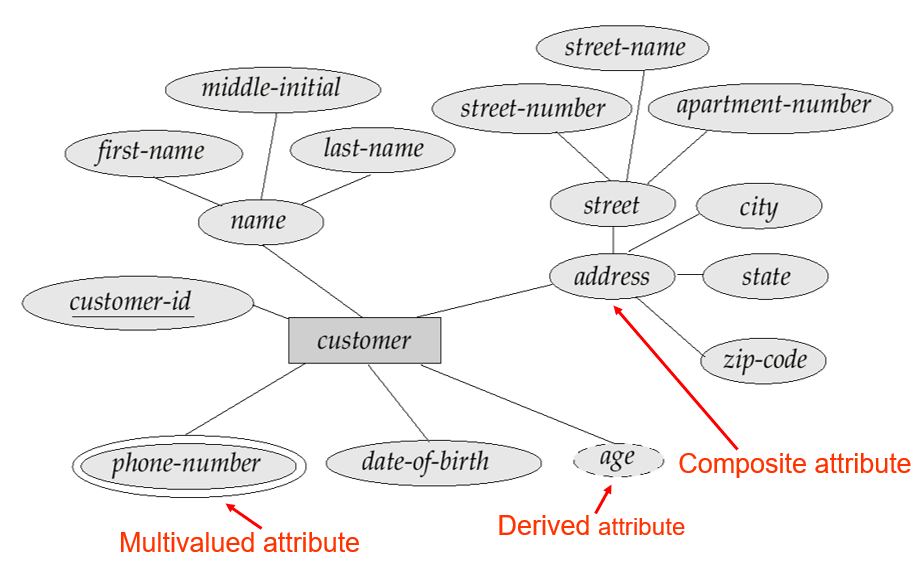 street-name
middle-initial
street-number
apartment-number
first-name
last-name
name
street
city
address
state
customer-id
customer
zip-code
phone-number
date-of-birth
age
Composite attribute
Derived attribute
Multivalued attribute